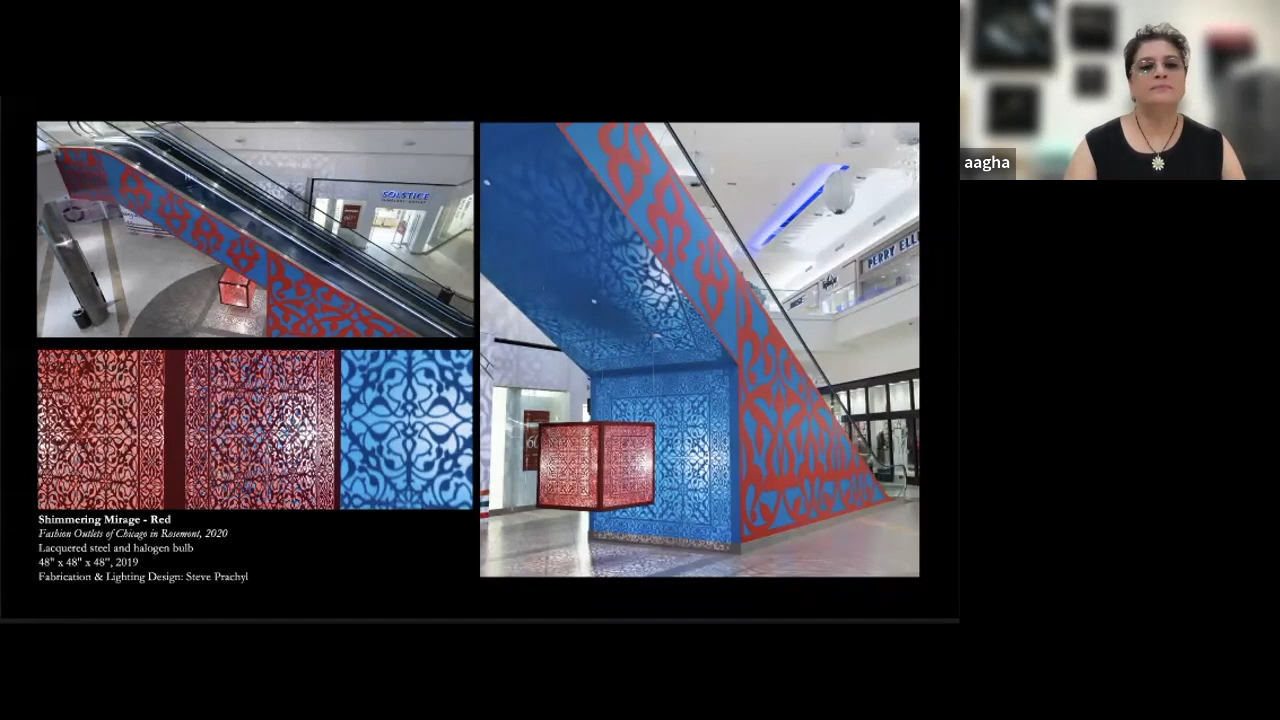 SOLSTICE
PERRY ELL
Shimmering Mirage - Red
Fashion Outlets of Chicago in Rosemont, 2020
Lacquered steel and halogen bulb
48" x 48" x 48", 2019
Fabrication & Lighting Design: Steve Prachyl
aagha